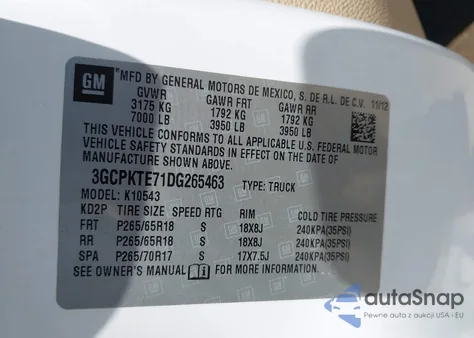 GM
MFD BY GENERAL MOTORS DE MEXICO, S. DE R.L. DE C.V. 11/12
GVWR GAWR FRT GAWR RR
3175 KG 1792 KG 1792 KG
7000 LB 3950 LB 3950 LB
THIS VEHICLE CONFORMS TO ALL APPLICABLE U.S. FEDERAL MOTOR
VEHICLE SAFETY STANDARDS IN EFFECT ON THE DATE OF
MANUFACTURE SHOWN ABOVE.
3GCPKTE71DG265463 TYPE: TRUCK
MODEL: K10543
KD2P TIRE SIZE SPEED RTG RIM COLD TIRE PRESSURE
FRT P265/65R18 S 18X8J 240KPA(35PSI)
RR P265/65R18 S 18X8J 240KPA(35PSI)
SPA P265/70R17 S 17X7.5J 240KPA(35PSI)
SEE OWNER'S MANUAL FOR MORE INFORMATION.
autoSnap
Pewne auta z aukcji USA i EU